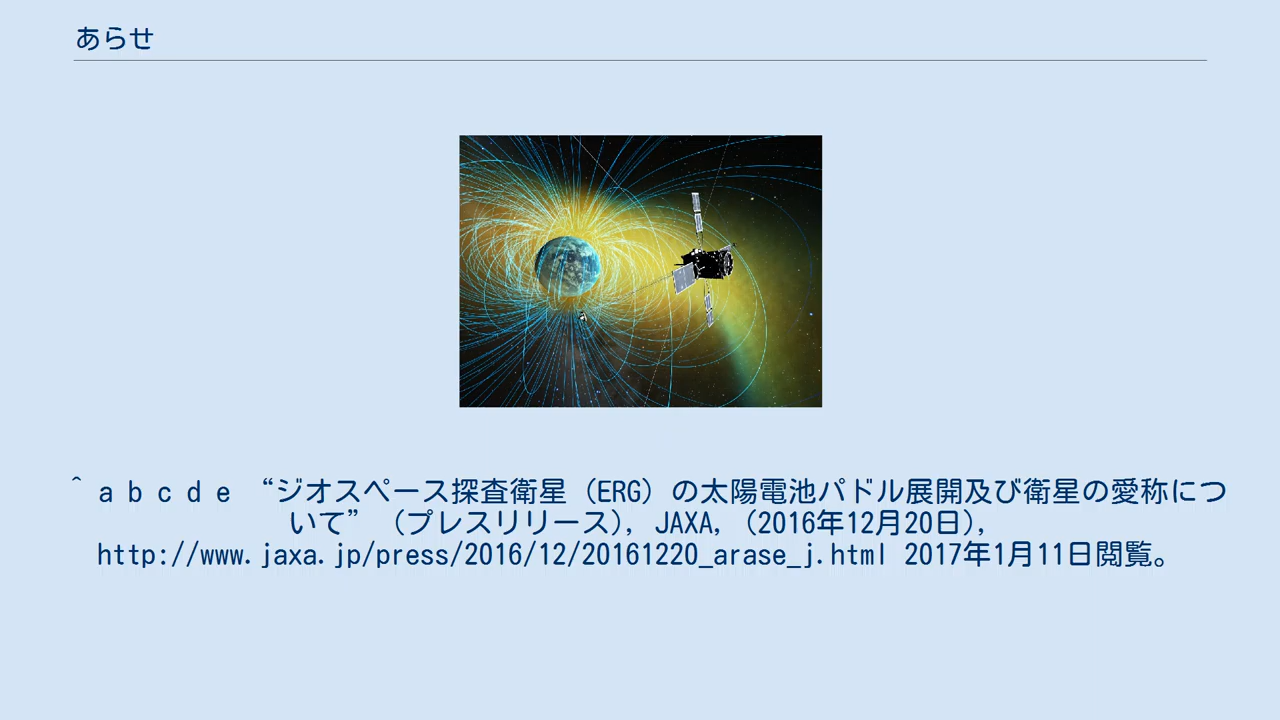 あらせ
^ a b c d e “ジオスペース探査衛星（ERG）の太陽電池パドル展開及び衛星の愛称につ
いて” （プレスリリース）, JAXA, （2016年12月20日）,
http://www.jaxa.jp/press/2016/12/20161220_arase_j.html 2017年1月11日閲覧。